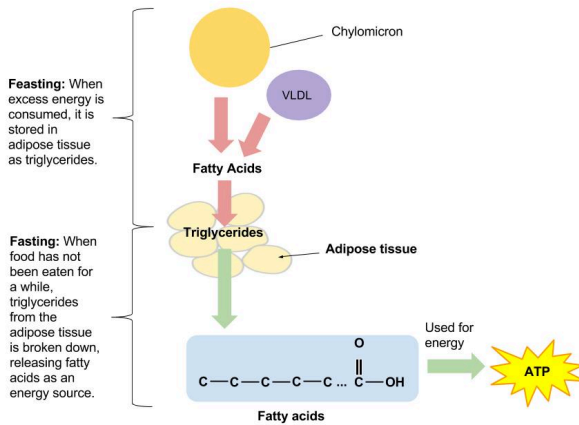 Chylomicron
VLDL
Feasting: When
excess energy is
consumed, it is
stored in
adipose tissue
as triglycerides.
Fatty Acids
Triglycerides
Adipose tissue
Fasting: When
food has not
been eaten for
a while,
triglycerides
from the
adipose tissue
is broken down,
releasing fatty
acids as an
energy source.
O
C — C — C — C — C ... C — OH
Fatty acids
Used for
energy
ATP